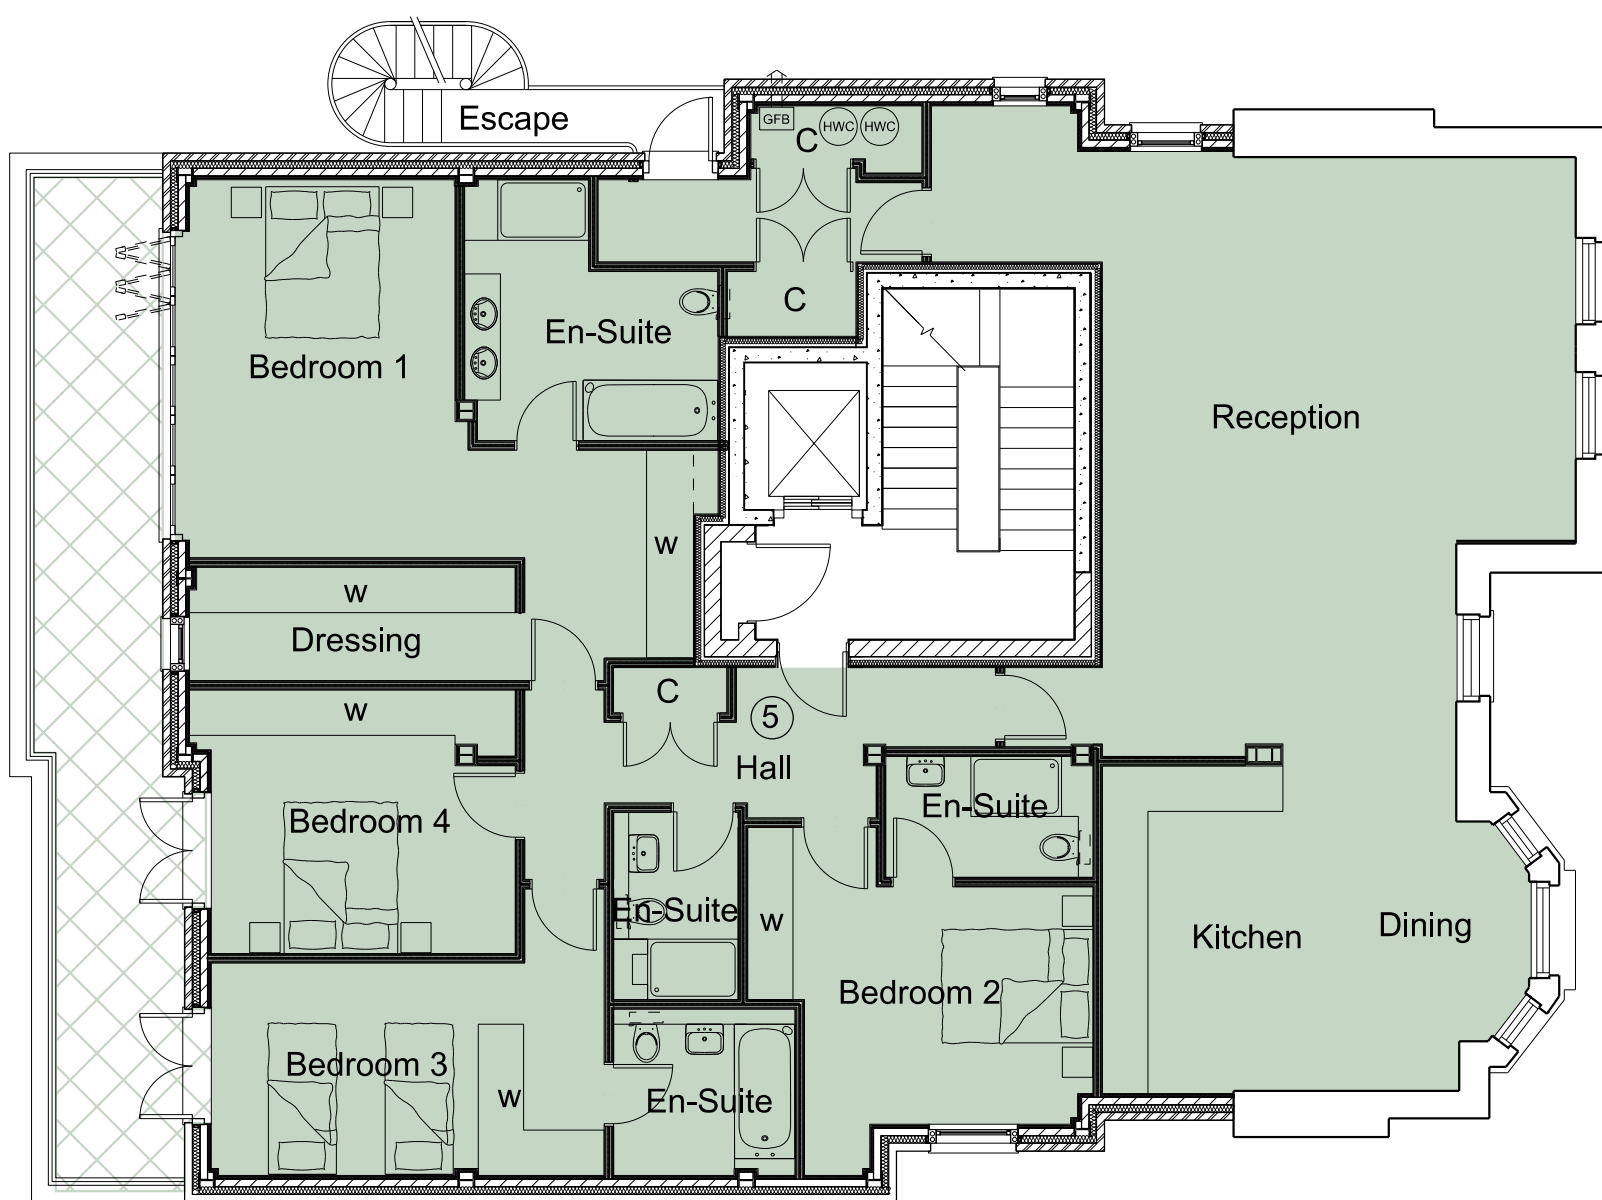 Escape
GFB
HWC
HWC
C
C
En-Suite
Bedroom 1
Reception
w
w
Dressing
C
w
5
Hall
En-Suite
Bedroom 4
En-Suite
w
Kitchen
Dining
Bedroom 2
Bedroom 3
w
En-Suite